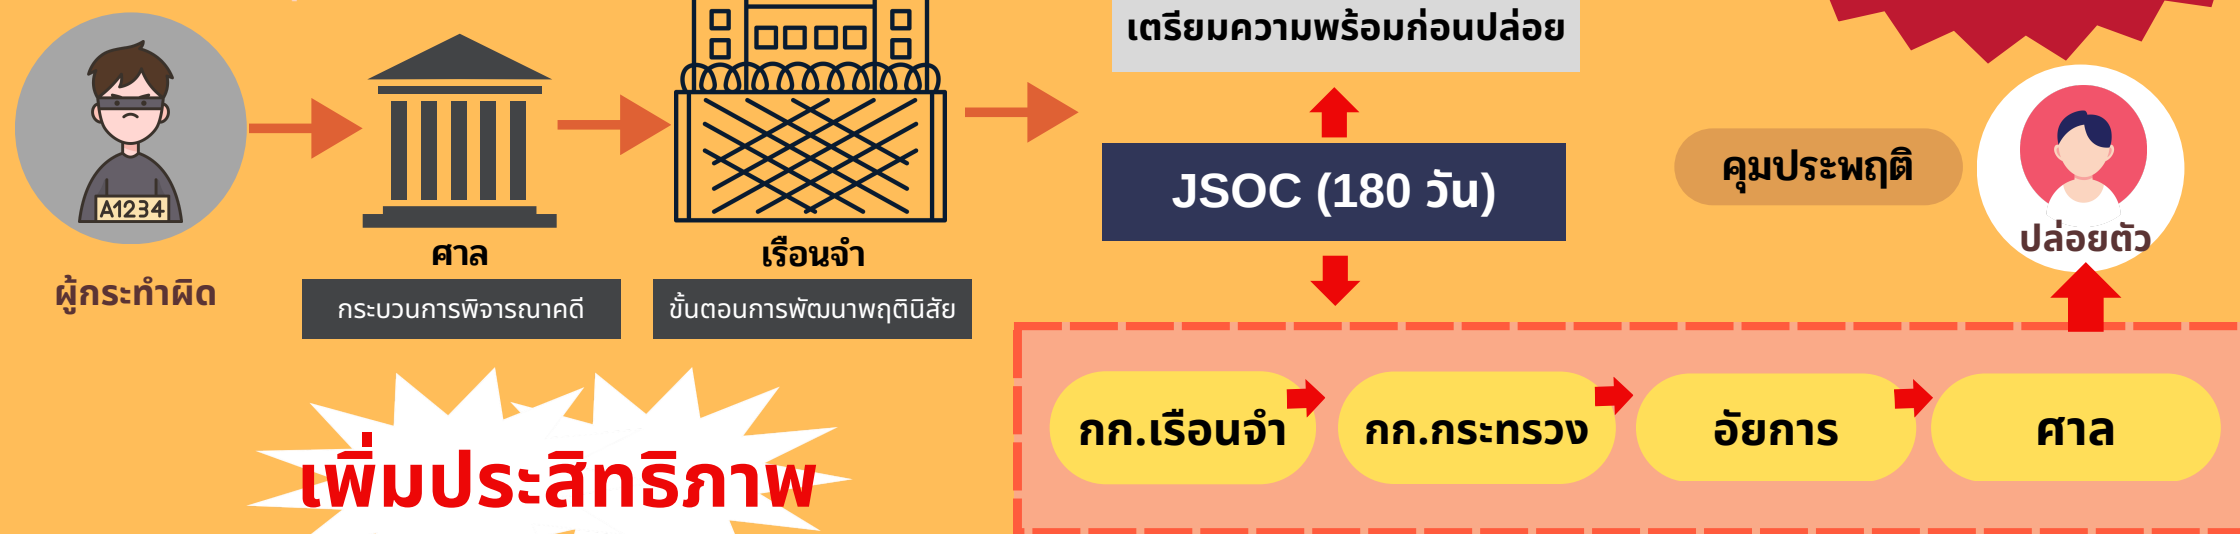 เตรียมความพร้อมก่อนปล่อย
A1234
JSOC (180 วัน)
คุมประพฤติ
ปล่อยตัว
ศาล
เรือนจำ
ผู้กระทำผิด
กระบวนการพิจารณาคดี
ขั้นตอนการพัฒนาพฤตินิสัย
กก.เรือนจำ
กก.กระทรวง
อัยการ
ศาล
เพิ่มประสิทธิภาพ